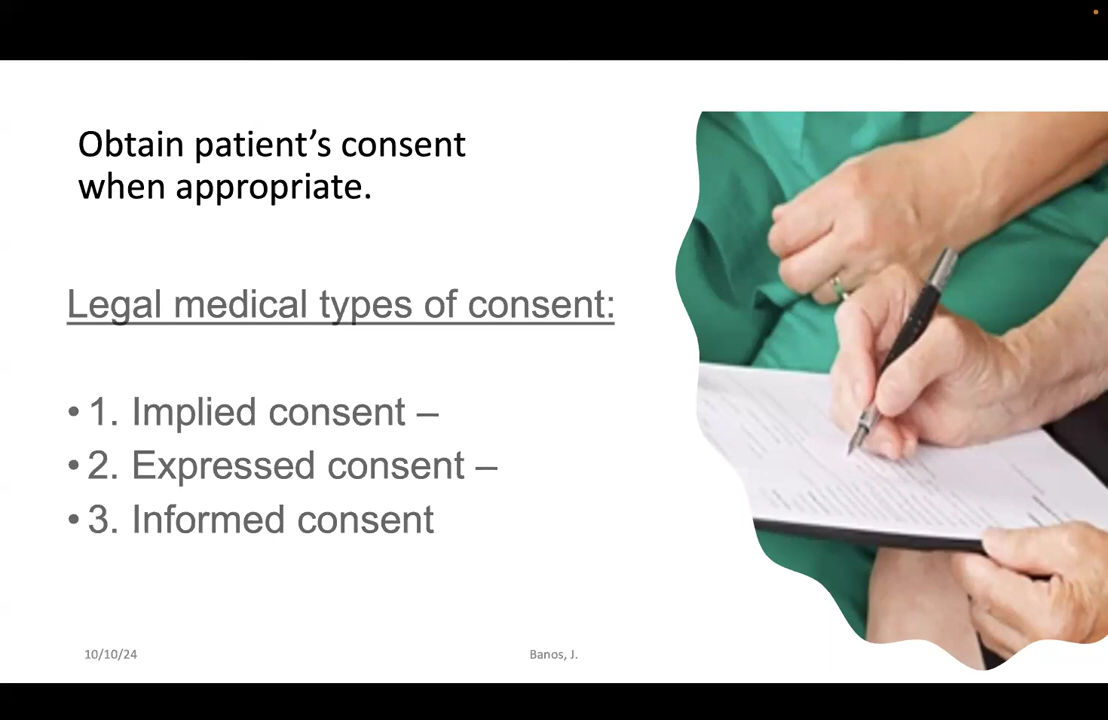 Obtain patient’s consent
when appropriate.
Legal medical types of consent:
• 1. Implied consent –
• 2. Expressed consent –
• 3. Informed consent
10/10/24
Banos, J.